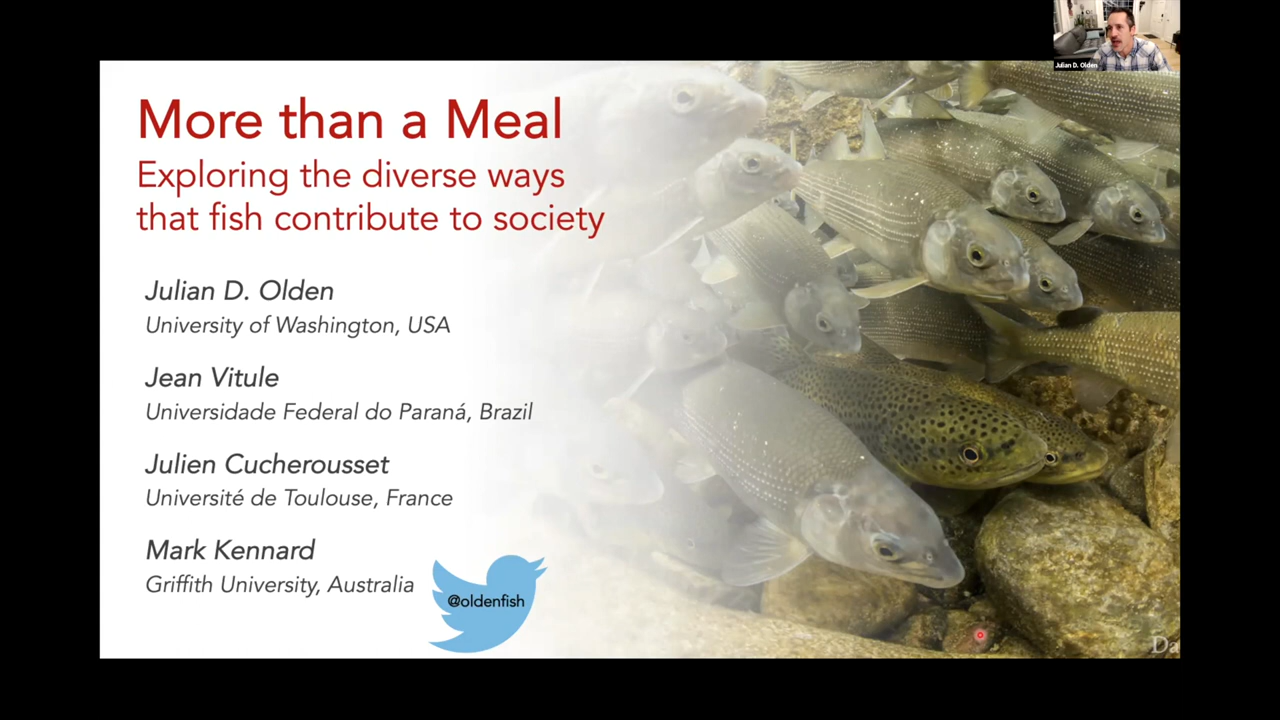 Julian D. Olden
More than a Meal
Exploring the diverse ways
that fish contribute to society
Julian D. Olden
University of Washington, USA
Jean Vitule
Universidade Federal do Paraná, Brazil
Julien Cucherousset
Université de Toulouse, France
Mark Kennard
Griffith University, Australia
@oldenfish
Da